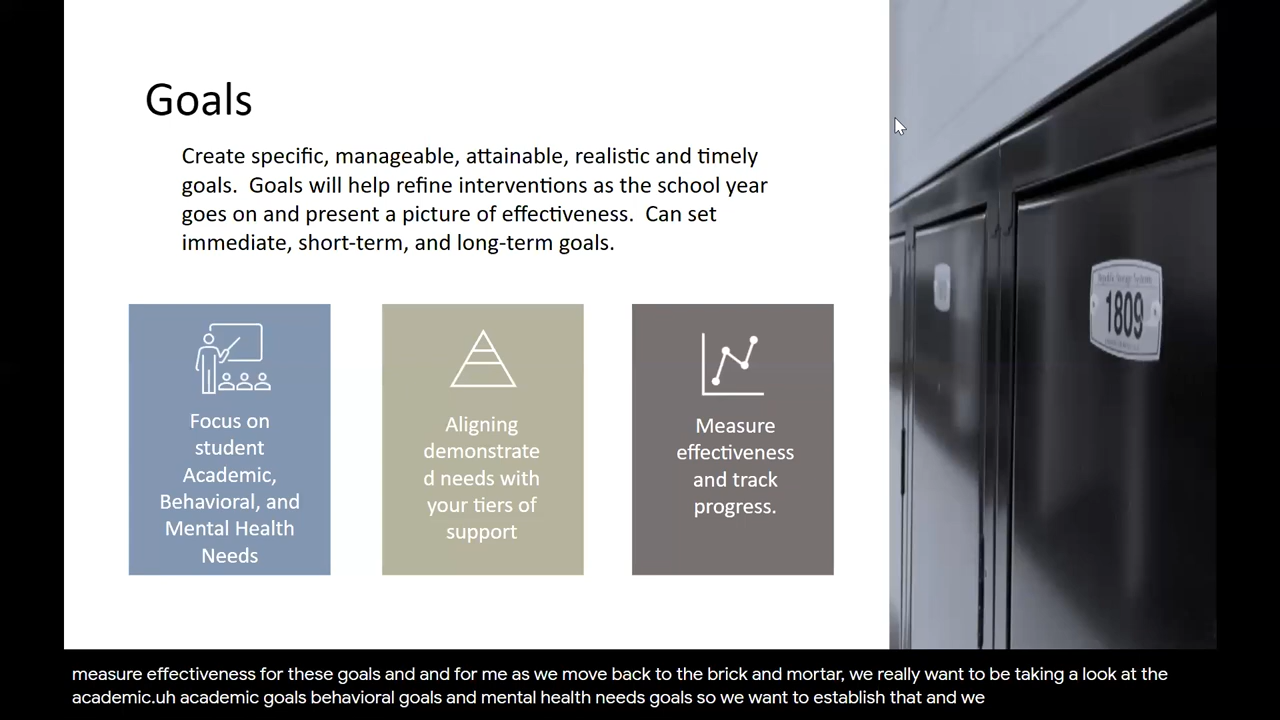 Goals
Create specific, manageable, attainable, realistic and timely
goals.  Goals will help refine interventions as the school year
goes on and present a picture of effectiveness.  Can set
immediate, short-term, and long-term goals.
Focus on
student
Academic,
Behavioral, and
Mental Health
Needs
Aligning
demonstrate
d needs with
your tiers of
support
Measure
effectiveness
and track
progress.
1809
measure effectiveness for these goals and and for me as we move back to the brick and mortar, we really want to be taking a look at the
academic.uh academic goals behavioral goals and mental health needs goals so we want to establish that and we